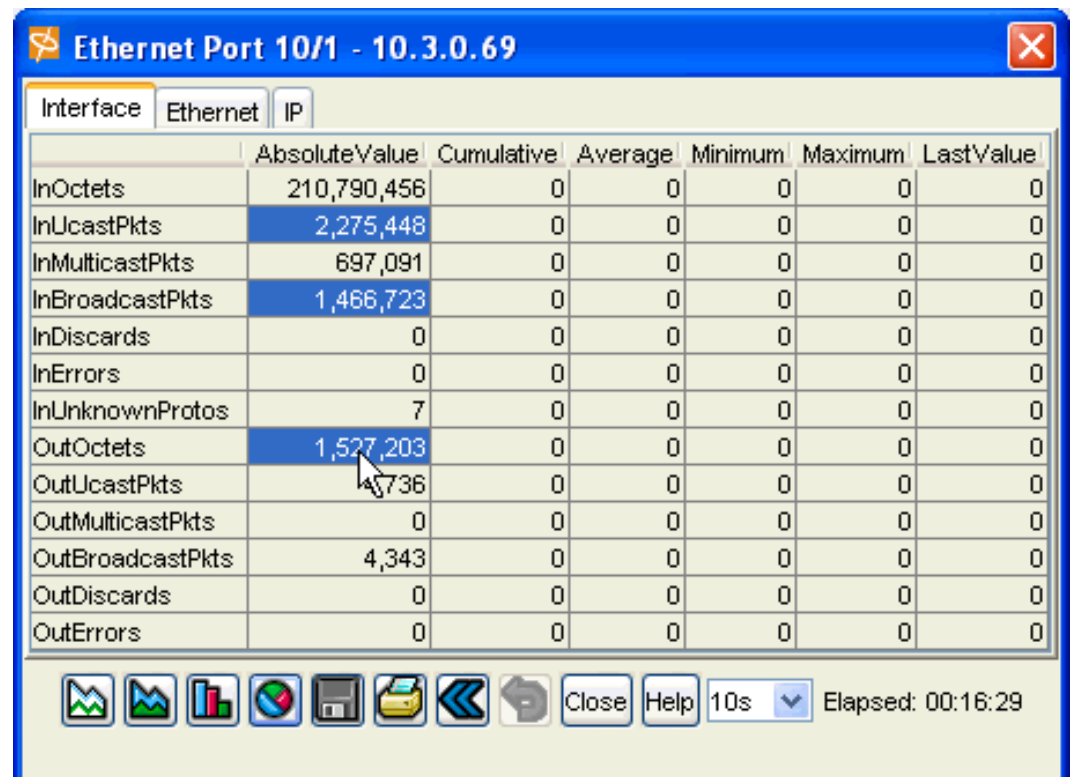 Ethernet Port 10/1 - 10.3.0.69
Interface Ethernet IP
AbsoluteValue Cumulative Average Minimum Maximum LastValue
InOctets 210,790,456 0 0 0 0 0
InUcastPkts 2,275,448 0 0 0 0 0
InMulticastPkts 697,091 0 0 0 0 0
InBroadcastPkts 1,466,723 0 0 0 0 0
InDiscards 0 0 0 0 0 0
InErrors 0 0 0 0 0 0
InUnknownProtos 7 0 0 0 0 0
OutOctets 1,527,203 0 0 0 0 0
OutUcastPkts 0 0 0 0 0
OutMulticastPkts 0 0 0 0 0 0
OutBroadcastPkts 4,343 0 0 0 0 0
OutDiscards 0 0 0 0 0 0
OutErrors 0 0 0 0 0 0
Close Help 10s Elapsed: 00:16:29